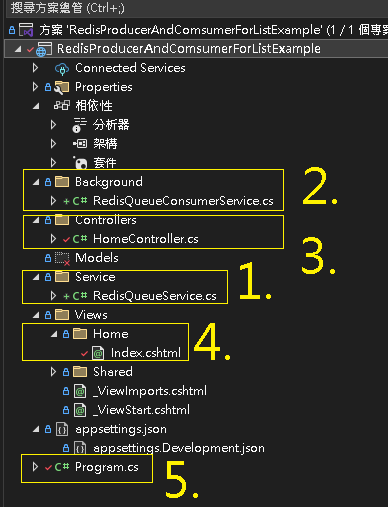 搜尋方案總管 (Ctrl+;)
方案 'RedisProducerAndComsumerForListExample' (1 / 1 個專案
RedisProducerAndComsumerForListExample
Connected Services
Properties
相依性
分析器
架構
套件
Background
2.
+ C# RedisQueueConsumerService.cs
Controllers
C# HomeController.cs
3.
Models
Service
1.
+ C# RedisQueueService.cs
Views
Home
4.
Index.cshtml
Shared
_ViewImports.cshtml
_ViewStart.cshtml
appsettings.json
appsettings.Development.json
C# Program.cs
5.